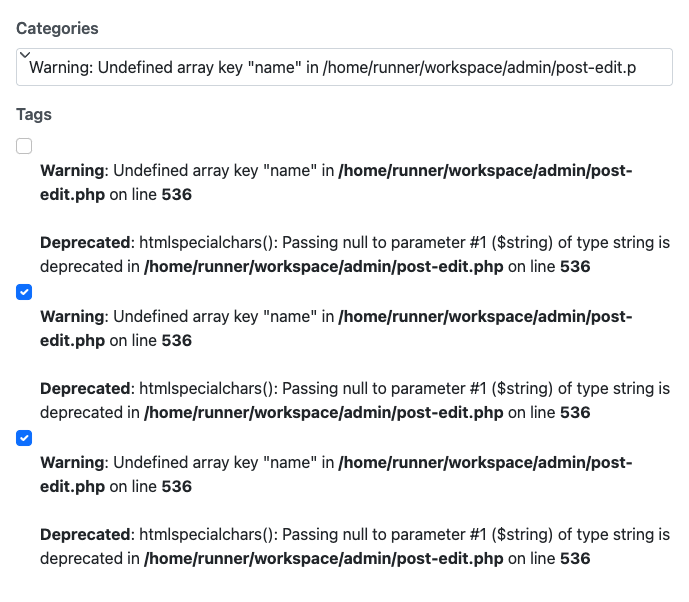 Categories
Warning: Undefined array key "name" in /home/runner/workspace/admin/post-edit.p
Tags
Warning: Undefined array key "name" in /home/runner/workspace/admin/post-
edit.php on line 536
Deprecated: htmlspecialchars(): Passing null to parameter #1 ($string) of type string is
deprecated in /home/runner/workspace/admin/post-edit.php on line 536
Warning: Undefined array key "name" in /home/runner/workspace/admin/post-
edit.php on line 536
Deprecated: htmlspecialchars(): Passing null to parameter #1 ($string) of type string is
deprecated in /home/runner/workspace/admin/post-edit.php on line 536
Warning: Undefined array key "name" in /home/runner/workspace/admin/post-
edit.php on line 536
Deprecated: htmlspecialchars(): Passing null to parameter #1 ($string) of type string is
deprecated in /home/runner/workspace/admin/post-edit.php on line 536